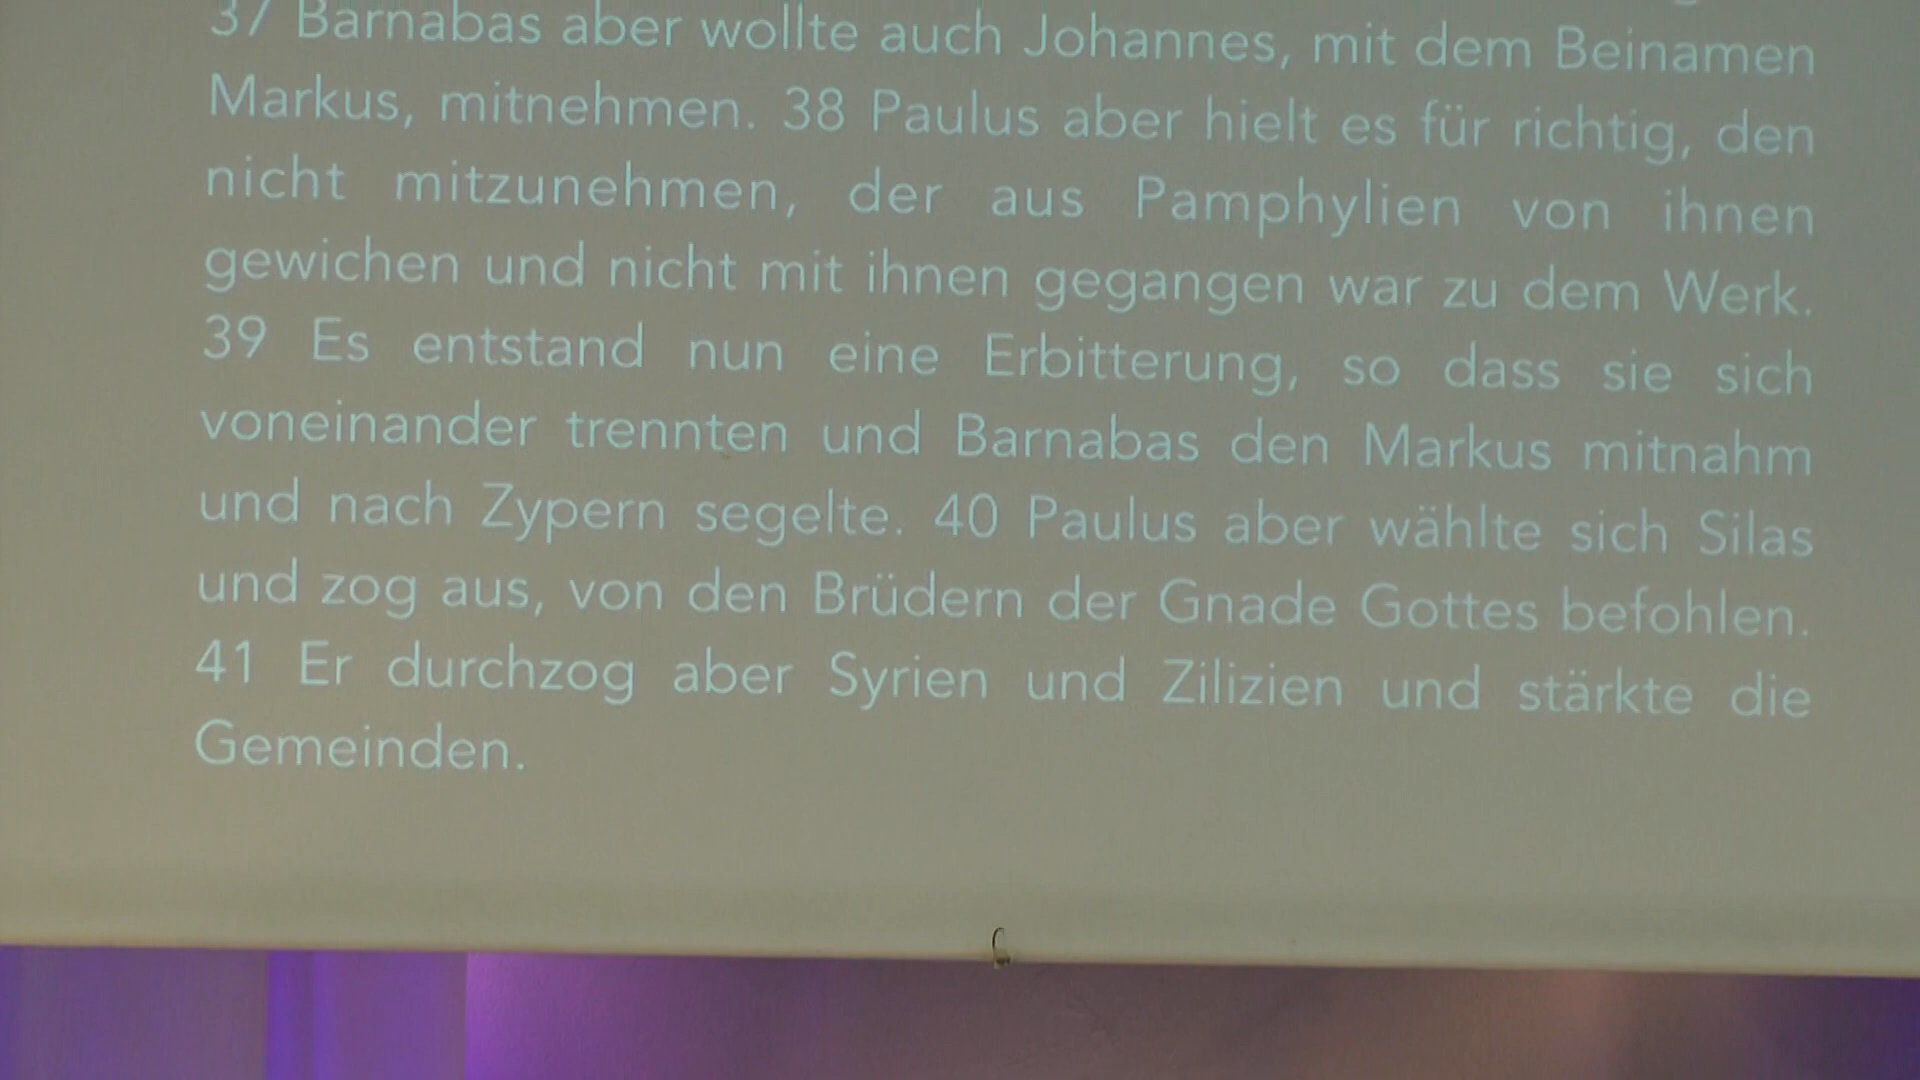 37 Barnabas aber wollte auch Johannes, mit dem Beinamen
Markus, mitnehmen. 38 Paulus aber hielt es für richtig, den
nicht mitzunehmen, der aus Pamphylien von ihnen
gewichen und nicht mit ihnen gegangen war zu dem Werk.
39 Es entstand nun eine Erbitterung, so dass sie sich
voneinander trennten und Barnabas den Markus mitnahm
und nach Zypern segelte. 40 Paulus aber wählte sich Silas
und zog aus, von den Brüdern der Gnade Gottes befohlen.
41 Er durchzog aber Syrien und Zilizien und stärkte die
Gemeinden.